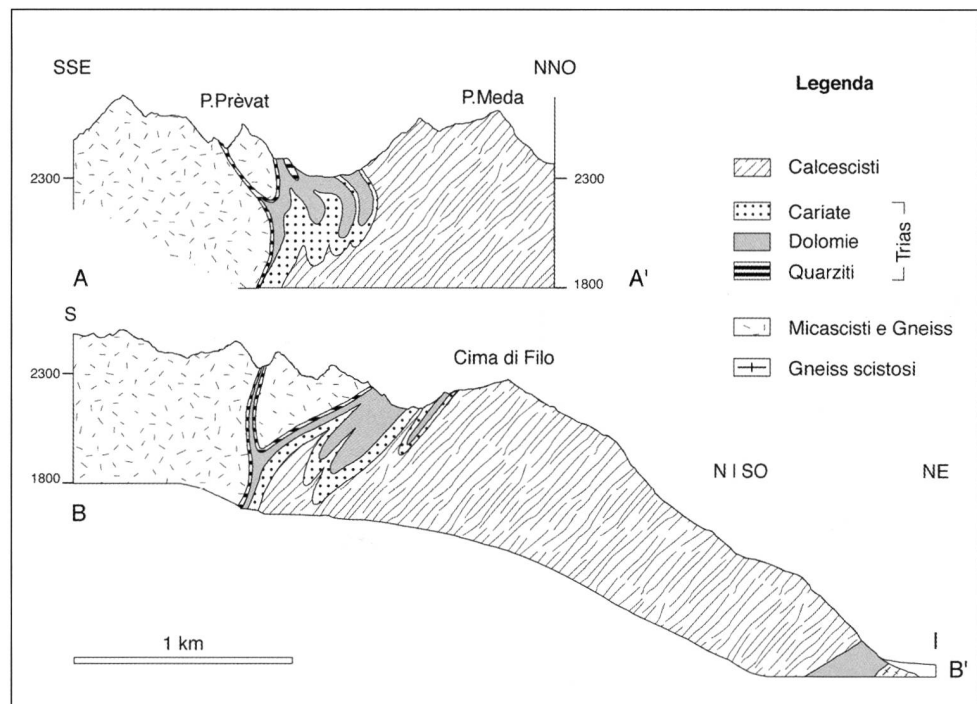 SSE
NNO
P.Prèvat
P.Meda
2300
2300
A
A'
1800
S
2300
Cima di Filo
1800
B
N I SO
NE
1 km
B'
Legenda
Calcescisti
Cariate
Dolomie
Quarziti
Trias
Micascisti e Gneiss
Gneiss scistosi